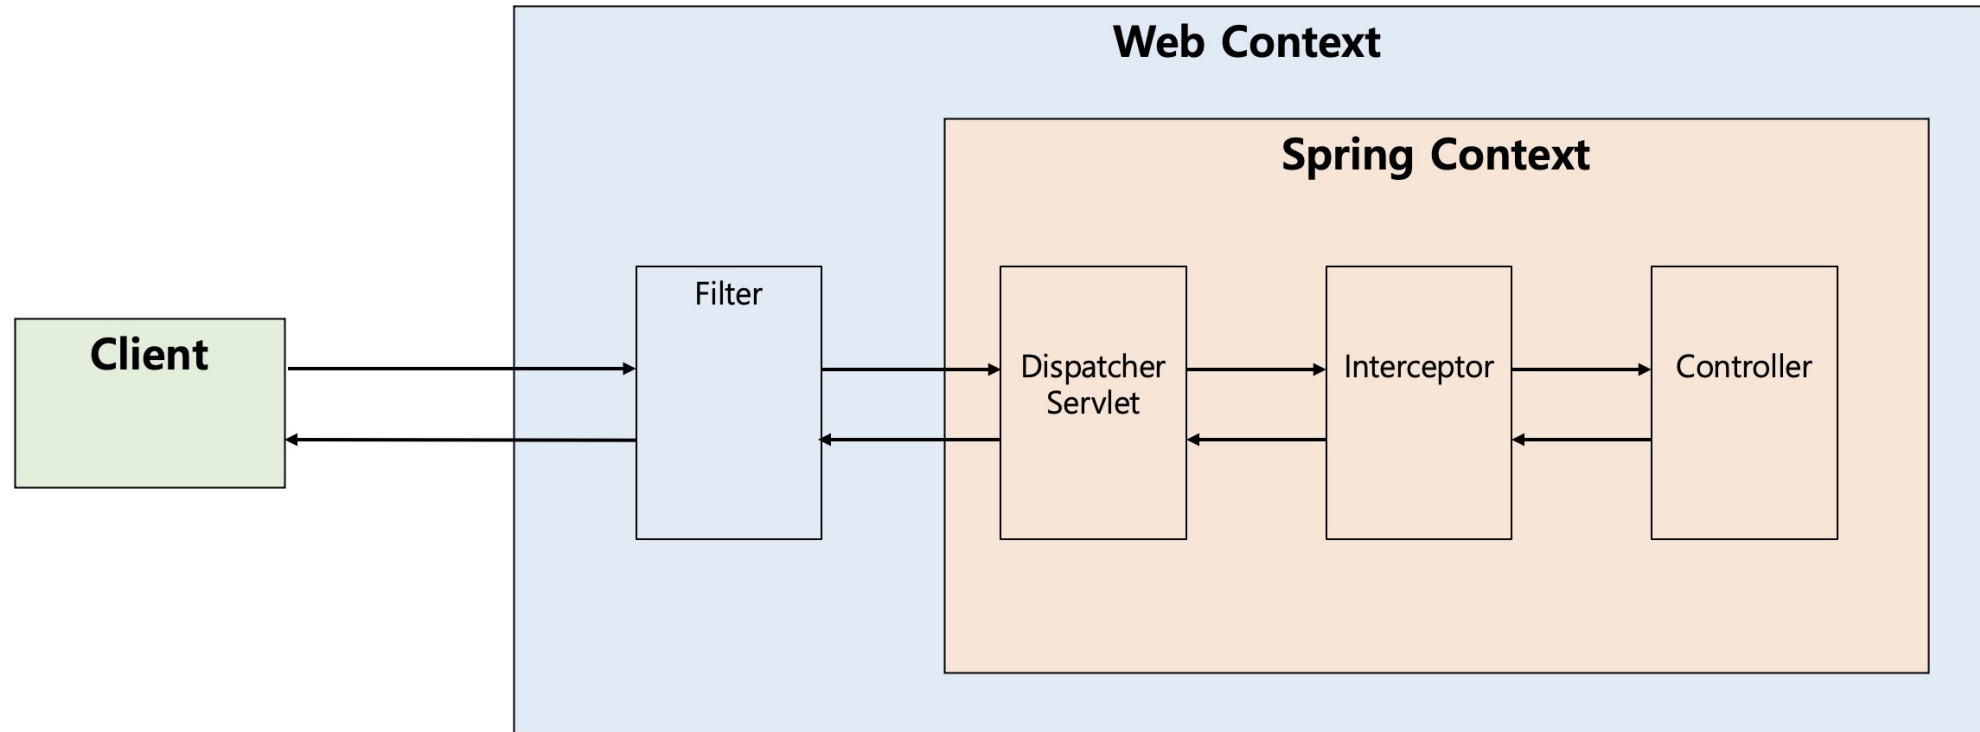 Web Context
Spring Context
Filter
Client
Dispatcher
Servlet
Interceptor
Controller